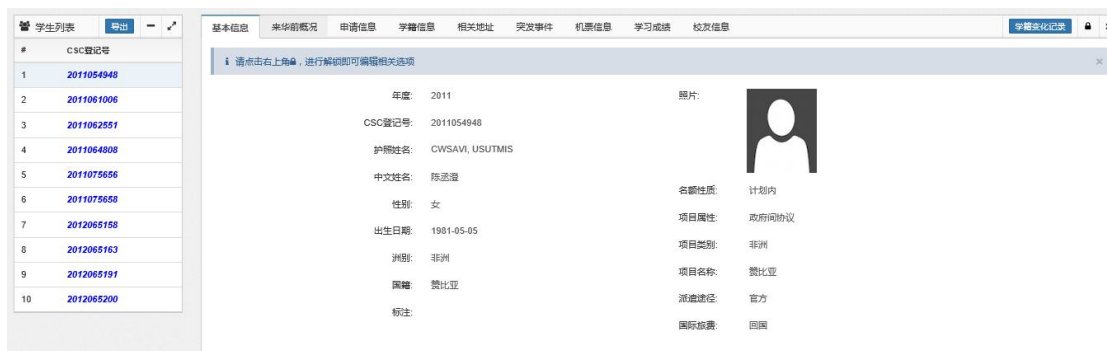 学生列表 导出
# CSC登记号
1 2011054948
2 2011061006
3 2011062551
4 2011064808
5 2011075656
6 2011075658
7 2012065158
8 2012065163
9 2012065191
10 2012065200
基本信息 来华前概况 申请信息 学籍信息 相关地址 突发事件 机票信息 学习成绩 校友信息 学籍变化记录
请点击右上角，进行解锁即可编辑相关选项 ×
年度: 2011
CSC登记号: 2011054948
护照姓名: CWSAVI, USUTMIS
中文姓名: 陈丞澄
性别: 女
出生日期: 1981-05-05
洲别: 非洲
国籍: 赞比亚
标注:
照片:
名额性质: 计划内
项目属性: 政府间协议
项目类别: 非洲
项目名称: 赞比亚
派遣途径: 官方
国际旅费: 回国